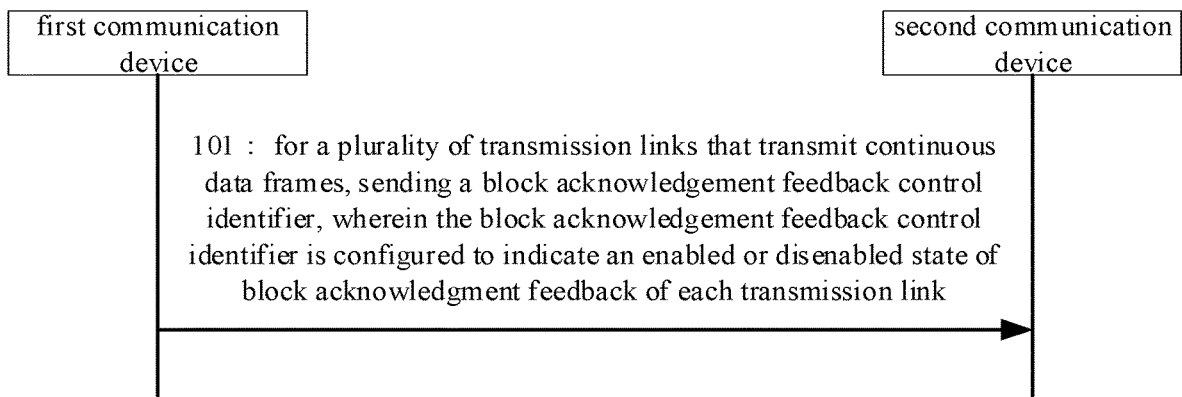 first communication
device
second communication
device
101 : for a plurality of transmission links that transmit continuous
data frames, sending a block acknowledgement feedback control
identifier, wherein the block acknowledgement feedback control
identifier is configured to indicate an enabled or disenabled state of
block acknowledgment feedback of each transmission link